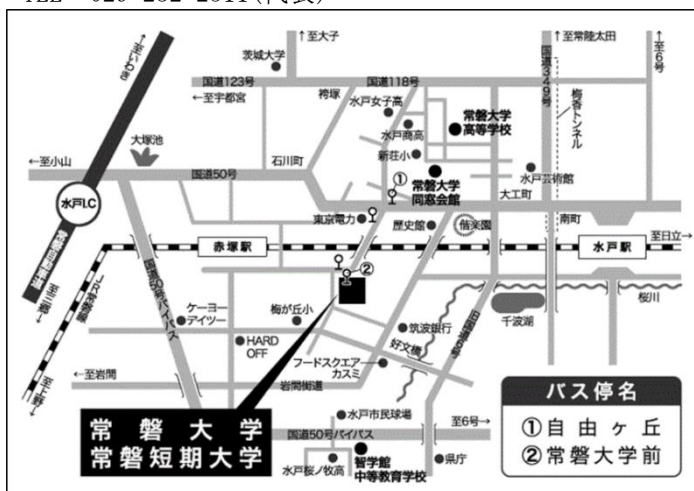 TEL 029-232-2511(代表)
↑至大子
↑至常陸太田
↑至6号
↑至いわき
茨城大学
国道123号
国道118号
国道349号
←至宇都宮
袴塚
水戸女子高
水戸商高
常磐大学
高等学校
梅香トンネル
大塚池
新荘小
石川町
←至小山
国道50号
①
常磐大学
同窓会館
水戸芸術館
大工町
水戸I.C
東京電力
歴史館
偕楽園
南町
赤塚駅
水戸駅
至日立→
常磐自動車道
至三郷→
JR常磐線
至上野→
国道50号バイパス
②
桜川
千波湖
ケーヨー
デイツー
梅が丘小
HARD
OFF
筑波銀行
好文橋
旧国道6号
フードスクエア
カスミ
←至岩間
岩間街道
バス停名
①自由ヶ丘
②常磐大学前
常磐大学
常磐短期大学
水戸市民球場
至6号→
国道50号バイパス
水戸桜ノ牧高
智学館
中等教育学校
県庁